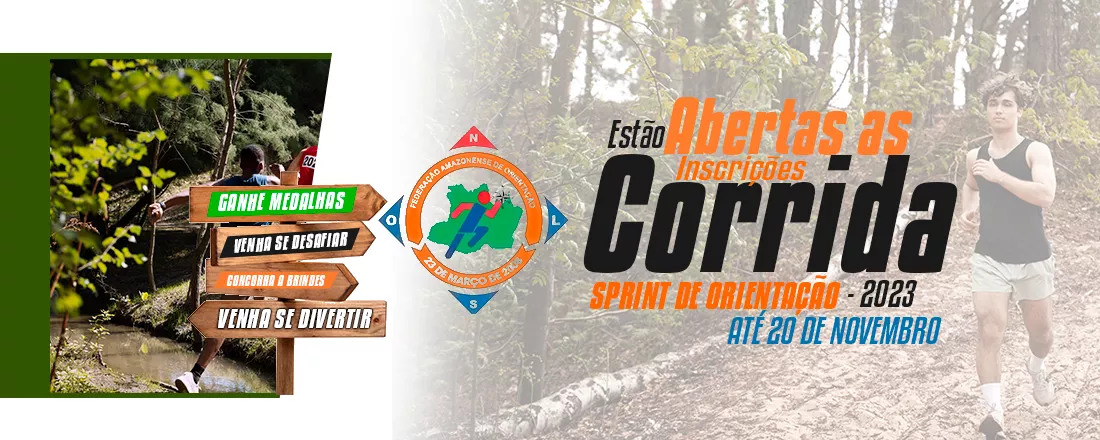 202
GANHE MEDALHAS
VENHA SE DESAFIAR
CONCORRA A BRINDES
VENHA SE DIVERTIR
N
O
L
S
FEDERAÇÃO AMAZONENSE DE ORIENTAÇÃO
23 DE MARÇO DE
Estão Abertas as
Inscrições
Corrida
SPRINT DE ORIENTAÇÃO - 2023
ATÉ 20 DE NOVEMBRO